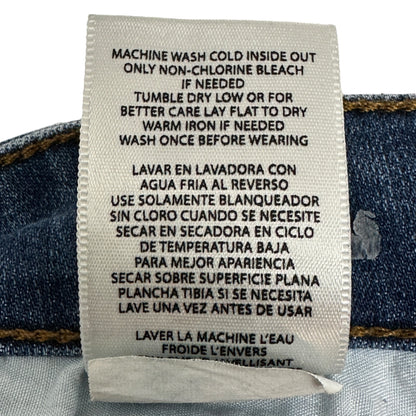 MACHINE WASH COLD INSIDE OUT
ONLY NON-CHLORINE BLEACH
IF NEEDED
TUMBLE DRY LOW OR FOR
BETTER CARE LAY FLAT TO DRY
WARM IRON IF NEEDED
WASH ONCE BEFORE WEARING
LAVAR EN LAVADORA CON
AGUA FRIA AL REVERSO
USE SOLAMENTE BLANQUEADOR
SIN CLORO CUANDO SE NECESITE
SECAR EN SECADORA EN CICLO
DE TEMPERATURA BAJA
PARA MEJOR APARIENCIA
SECAR SOBRE SUPERFICIE PLANA
PLANCHA TIBIA SI SE NECESITA
LAVE UNA VEZ ANTES DE USAR
LAVER LA MACHINE L'EAU
FROIDE L'ENVERS